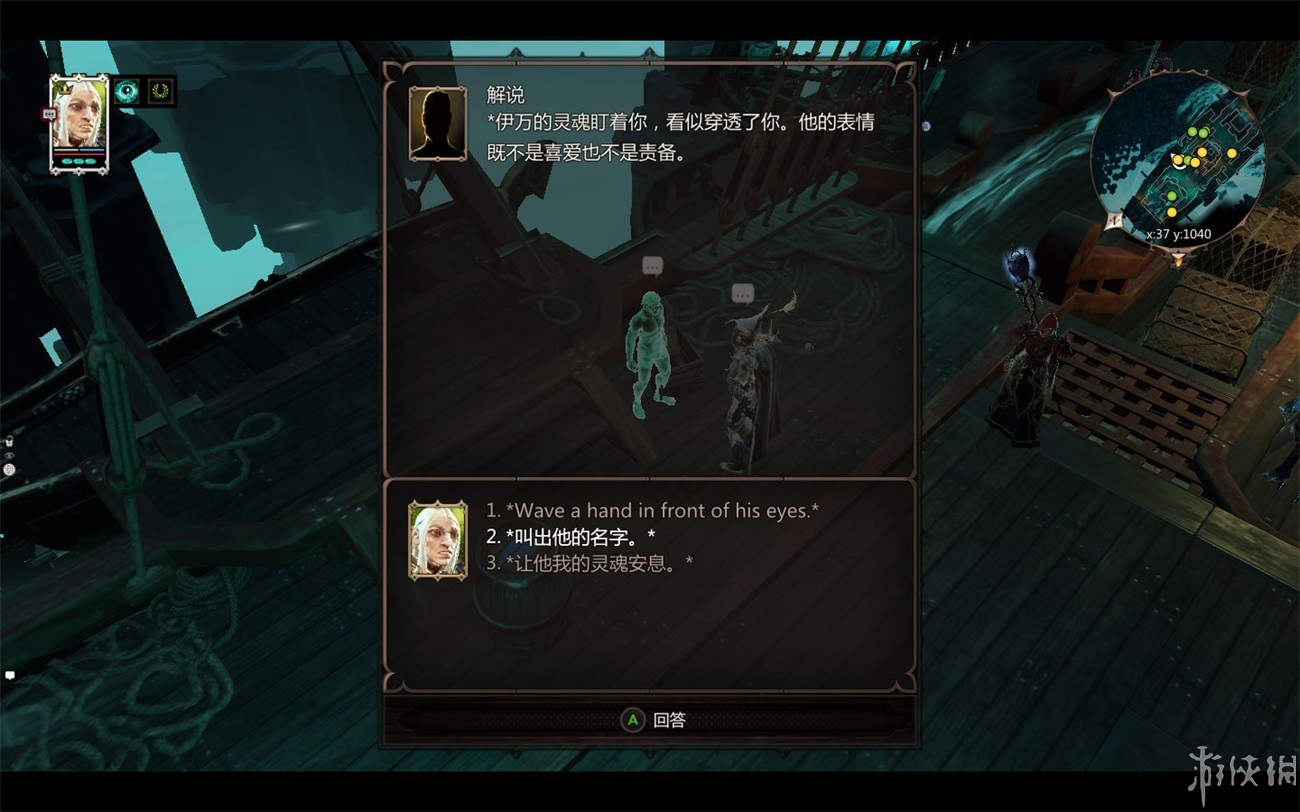 解说
*伊万的灵魂盯着你，看似穿透了你。他的表情
既不是喜爱也不是责备。
x:37 y:1040
1. *Wave a hand in front of his eyes.*
2. *叫出他的名字。*
3. *让他我的灵魂安息。*
A 回答
游侠网